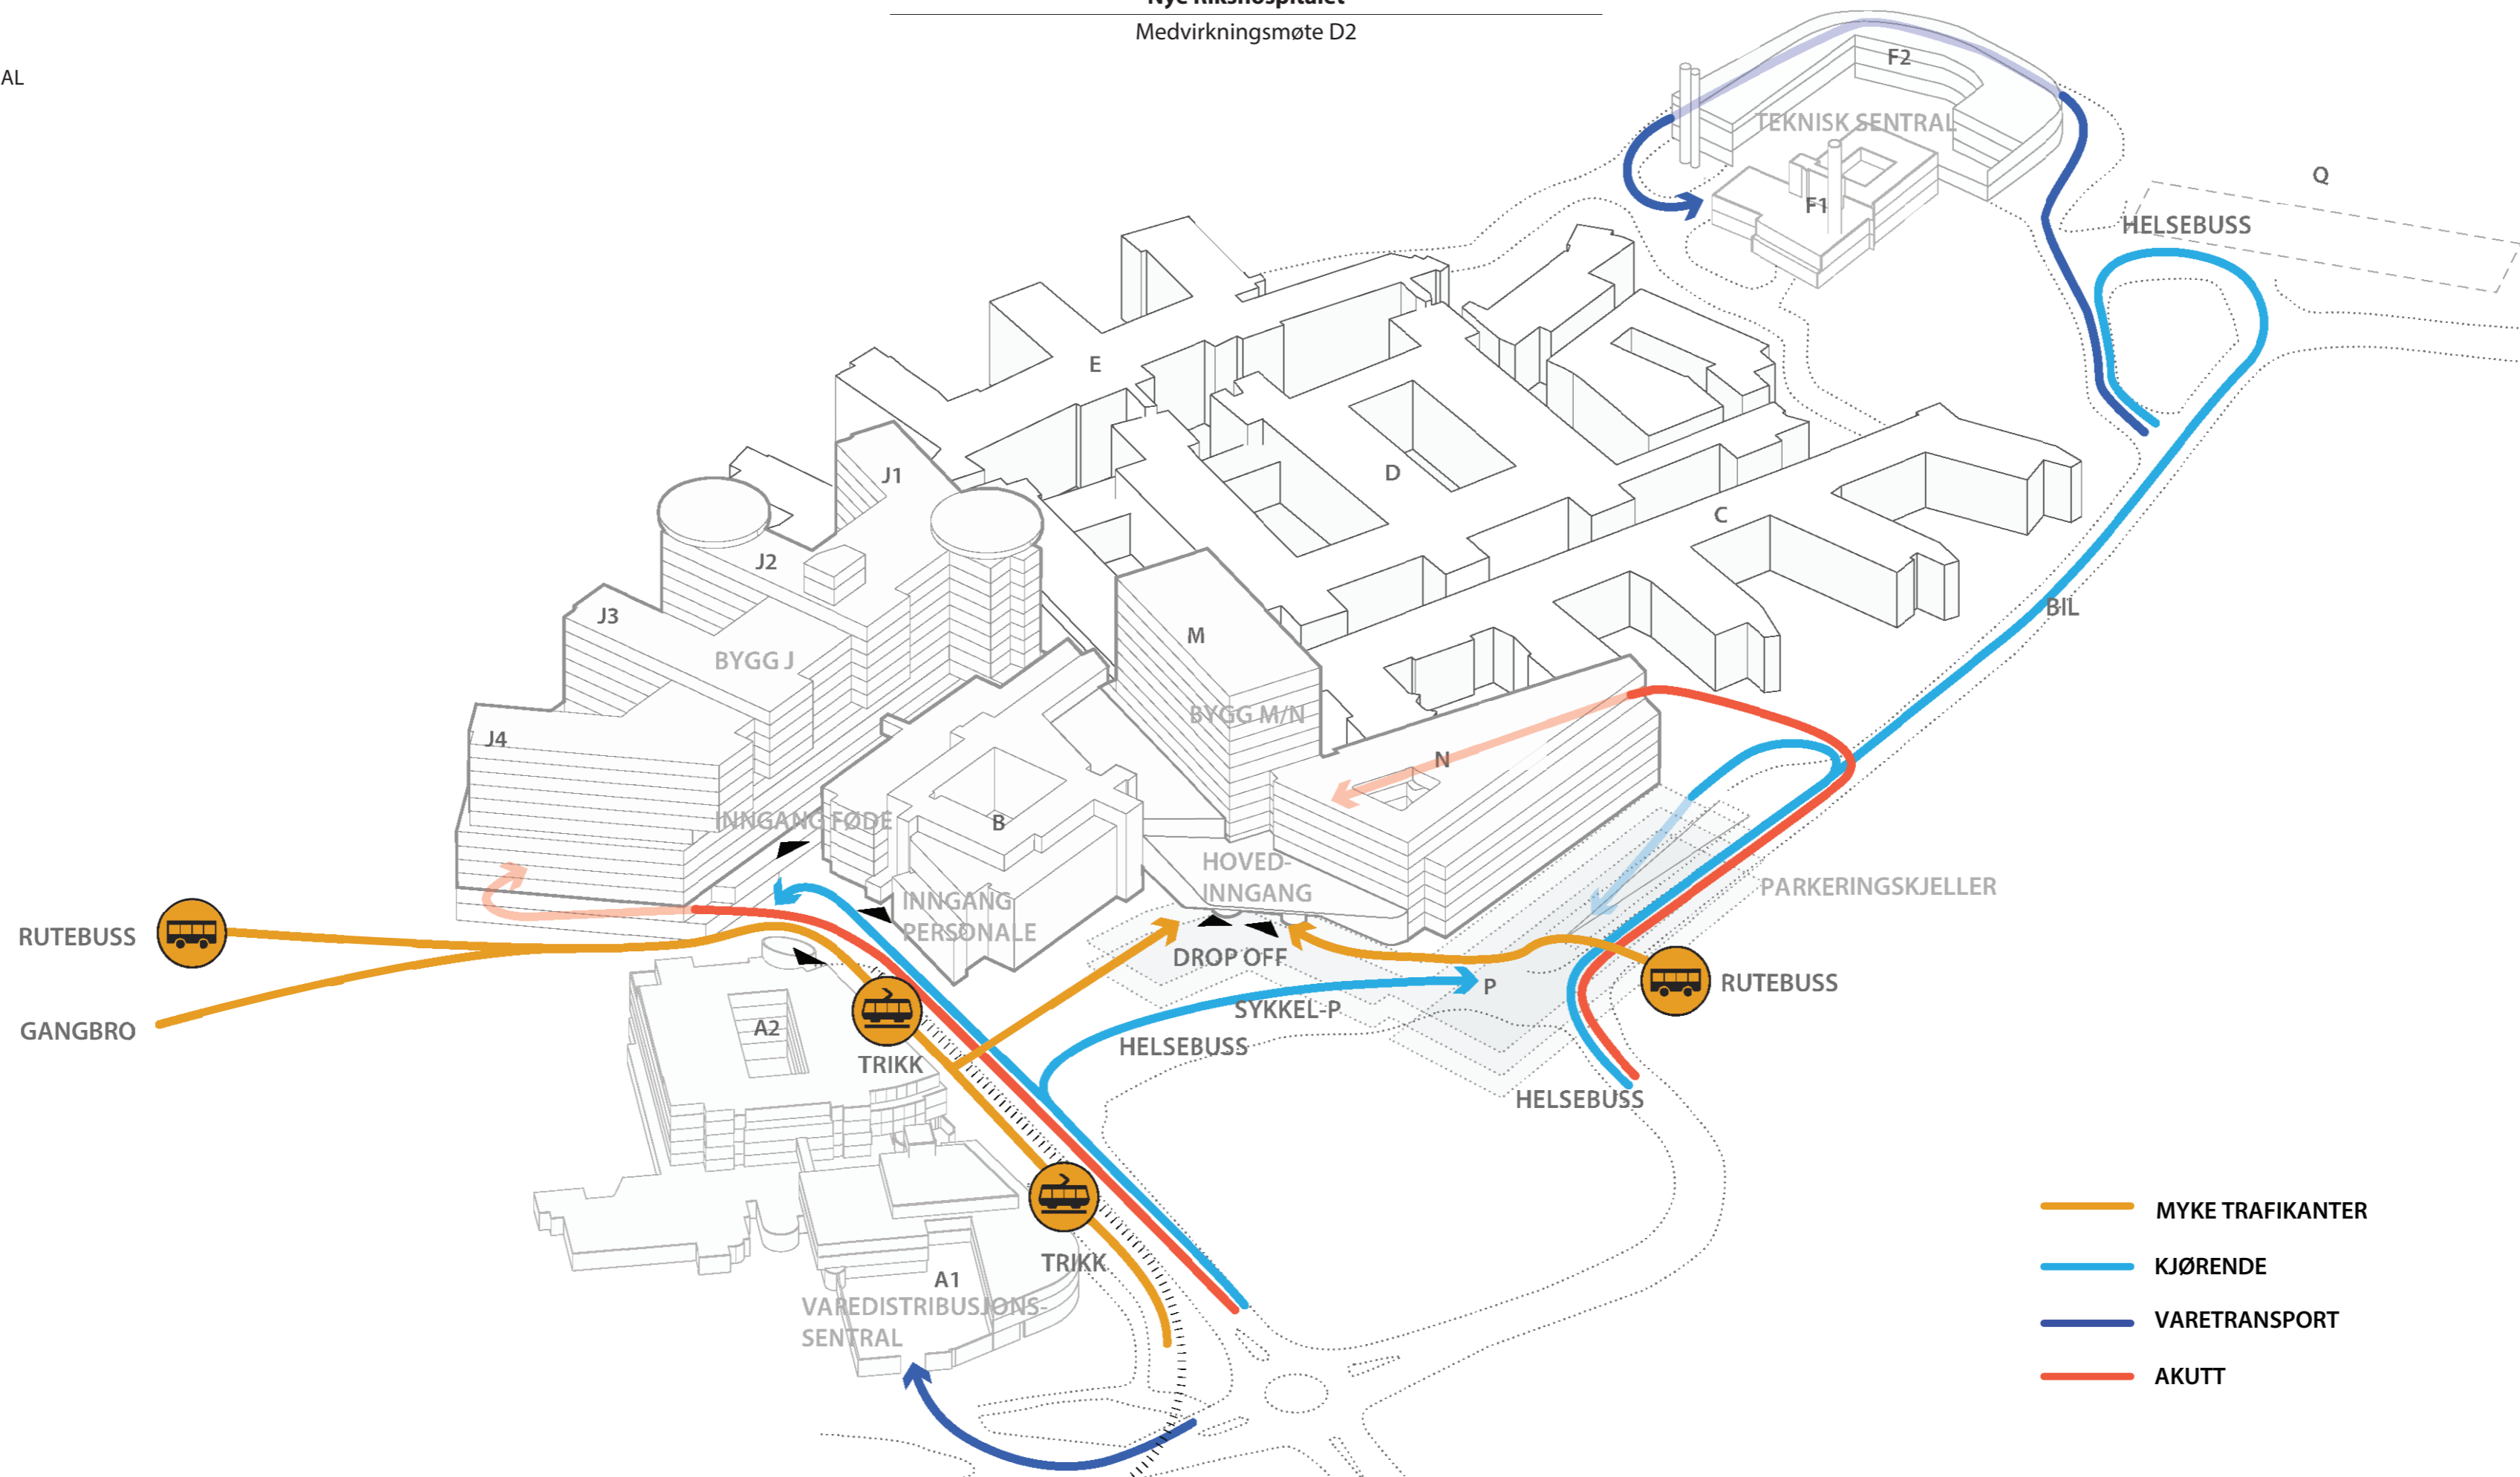 Nye Rikshospitalet
Medvirkningsmøte D2
AL
F2
TEKNISK SENTRAL
F1
Q
HELSEBUSS
E
J1
D
C
J2
J3
M
BIL
BYGG J
BYGG M/N
J4
N
INNGANG FØDE
B
HOVED-
INNGANG
PARKERINGSKJELLER
INNGANG
PERSONALE
RUTEBUSS
DROP OFF
P
RUTEBUSS
SYKKEL-P
GANGBRO
A2
TRIKK
HELSEBUSS
HELSEBUSS
TRIKK
A1
VAREDISTRIBUSJONS-
SENTRAL
MYKE TRAFIKANTER
KJØRENDE
VARETRANSPORT
AKUTT